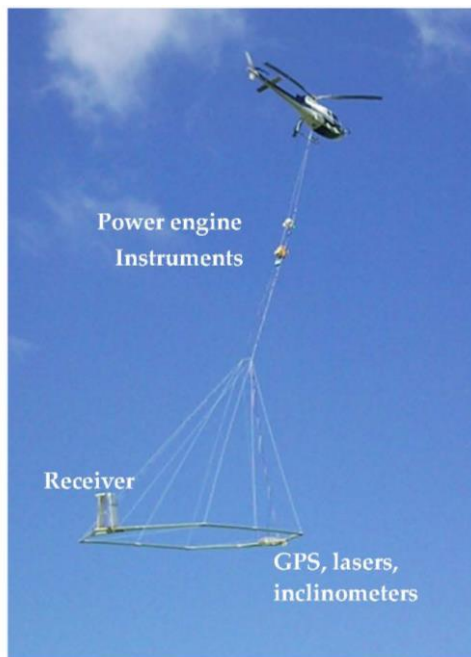 Power engine
Instruments
Receiver
GPS, lasers,
inclinometers